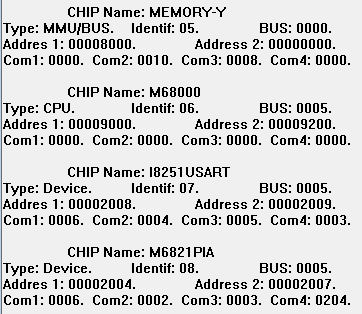 CHIP Name: MEMORY-Y
Type: MMU/BUS. Identif: 05. BUS: 0000.
Addres 1: 00008000. Address 2: 00000000.
Com1: 0000. Com2: 0010. Com3: 0008. Com4: 0000.
CHIP Name: M68000
Type: CPU. Identif: 06. BUS: 0005.
Addres 1: 00009000. Address 2: 00009200.
Com1: 0000. Com2: 0000. Com3: 0000. Com4: 0000.
CHIP Name: I8251USART
Type: Device. Identif: 07. BUS: 0005.
Addres 1: 00002008. Address 2: 00002009.
Com1: 0006. Com2: 0004. Com3: 0005. Com4: 0003.
CHIP Name: M6821PIA
Type: Device. Identif: 08. BUS: 0005.
Addres 1: 00002004. Address 2: 00002007.
Com1: 0006. Com2: 0002. Com3: 0003. Com4: 0204.